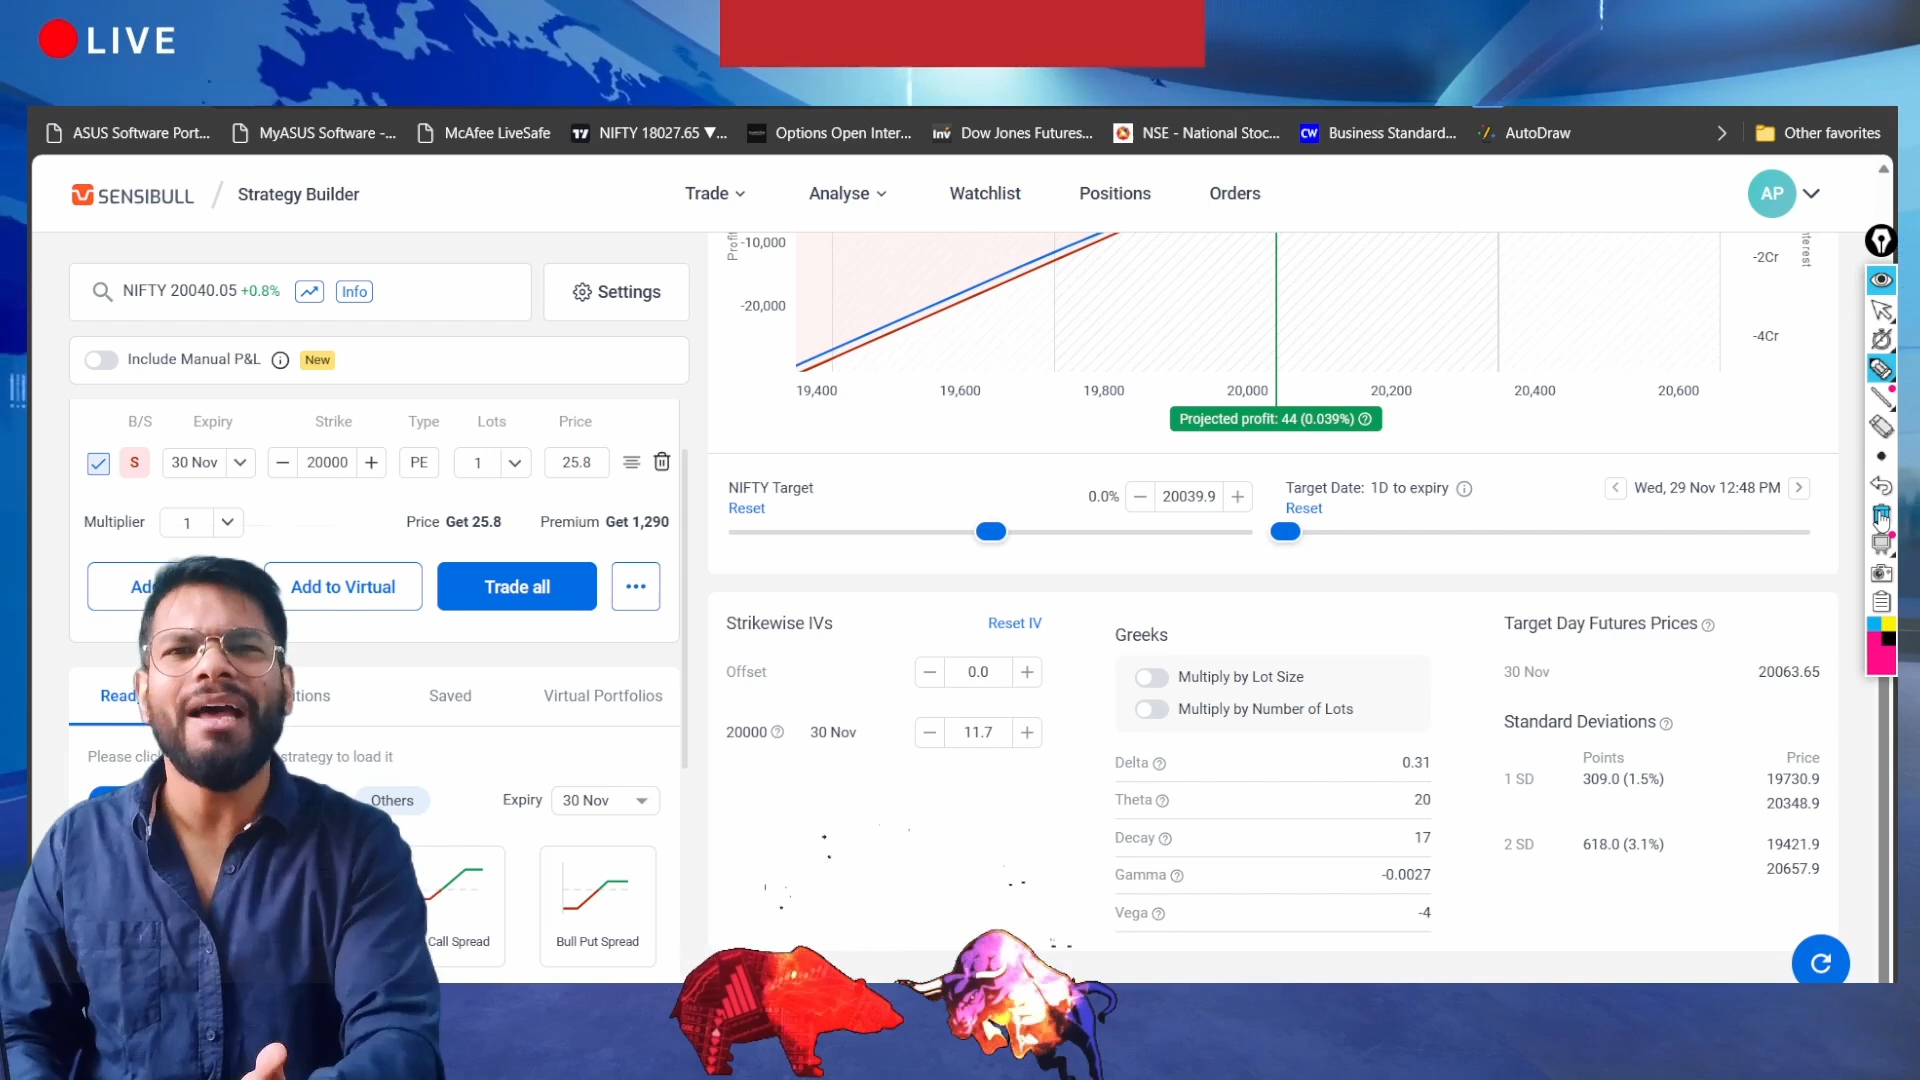 LIVE
ASUS Software Port...
MyASUS Software -...
McAfee LiveSafe
NIFTY 18027.65 ▼...
Options Open Inter...
Inv
Dow Jones Futures...
NSE - National Stoc...
CW
Business Standard...
AutoDraw
Other favorites
SENSIBULL / Strategy Builder
Trade
Analyse
Watchlist
Positions
Orders
AP
NIFTY 20040.05 +0.8%
Info
Settings
Include Manual P&L
New
B/S Expiry Strike Type Lots Price
S 30 Nov − 20000 + PE 1 25.8
Multiplier 1 Price Get 25.8 Premium Get 1,290
Add to Virtual
Trade all
...
Saved
Virtual Portfolios
strategy to load it
Others
Expiry 30 Nov
Call Spread
Bull Put Spread
-10,000
-20,000
-2Cr
-4Cr
19,400 19,600 19,800 20,000 20,200 20,400 20,600
Projected profit: 44 (0.039%)
NIFTY Target
Reset
0.0% − 20039.9 +
Target Date: 1D to expiry
Reset
Wed, 29 Nov 12:48 PM
Strikewise IVs
Reset IV
Offset − 0.0 +
20000 30 Nov − 11.7 +
Greeks
Multiply by Lot Size
Multiply by Number of Lots
Delta 0.31
Theta 20
Decay 17
Gamma -0.0027
Vega -4
Target Day Futures Prices
30 Nov 20063.65
Standard Deviations
Points Price
1 SD 309.0 (1.5%) 19730.9
20348.9
2 SD 618.0 (3.1%) 19421.9
20657.9